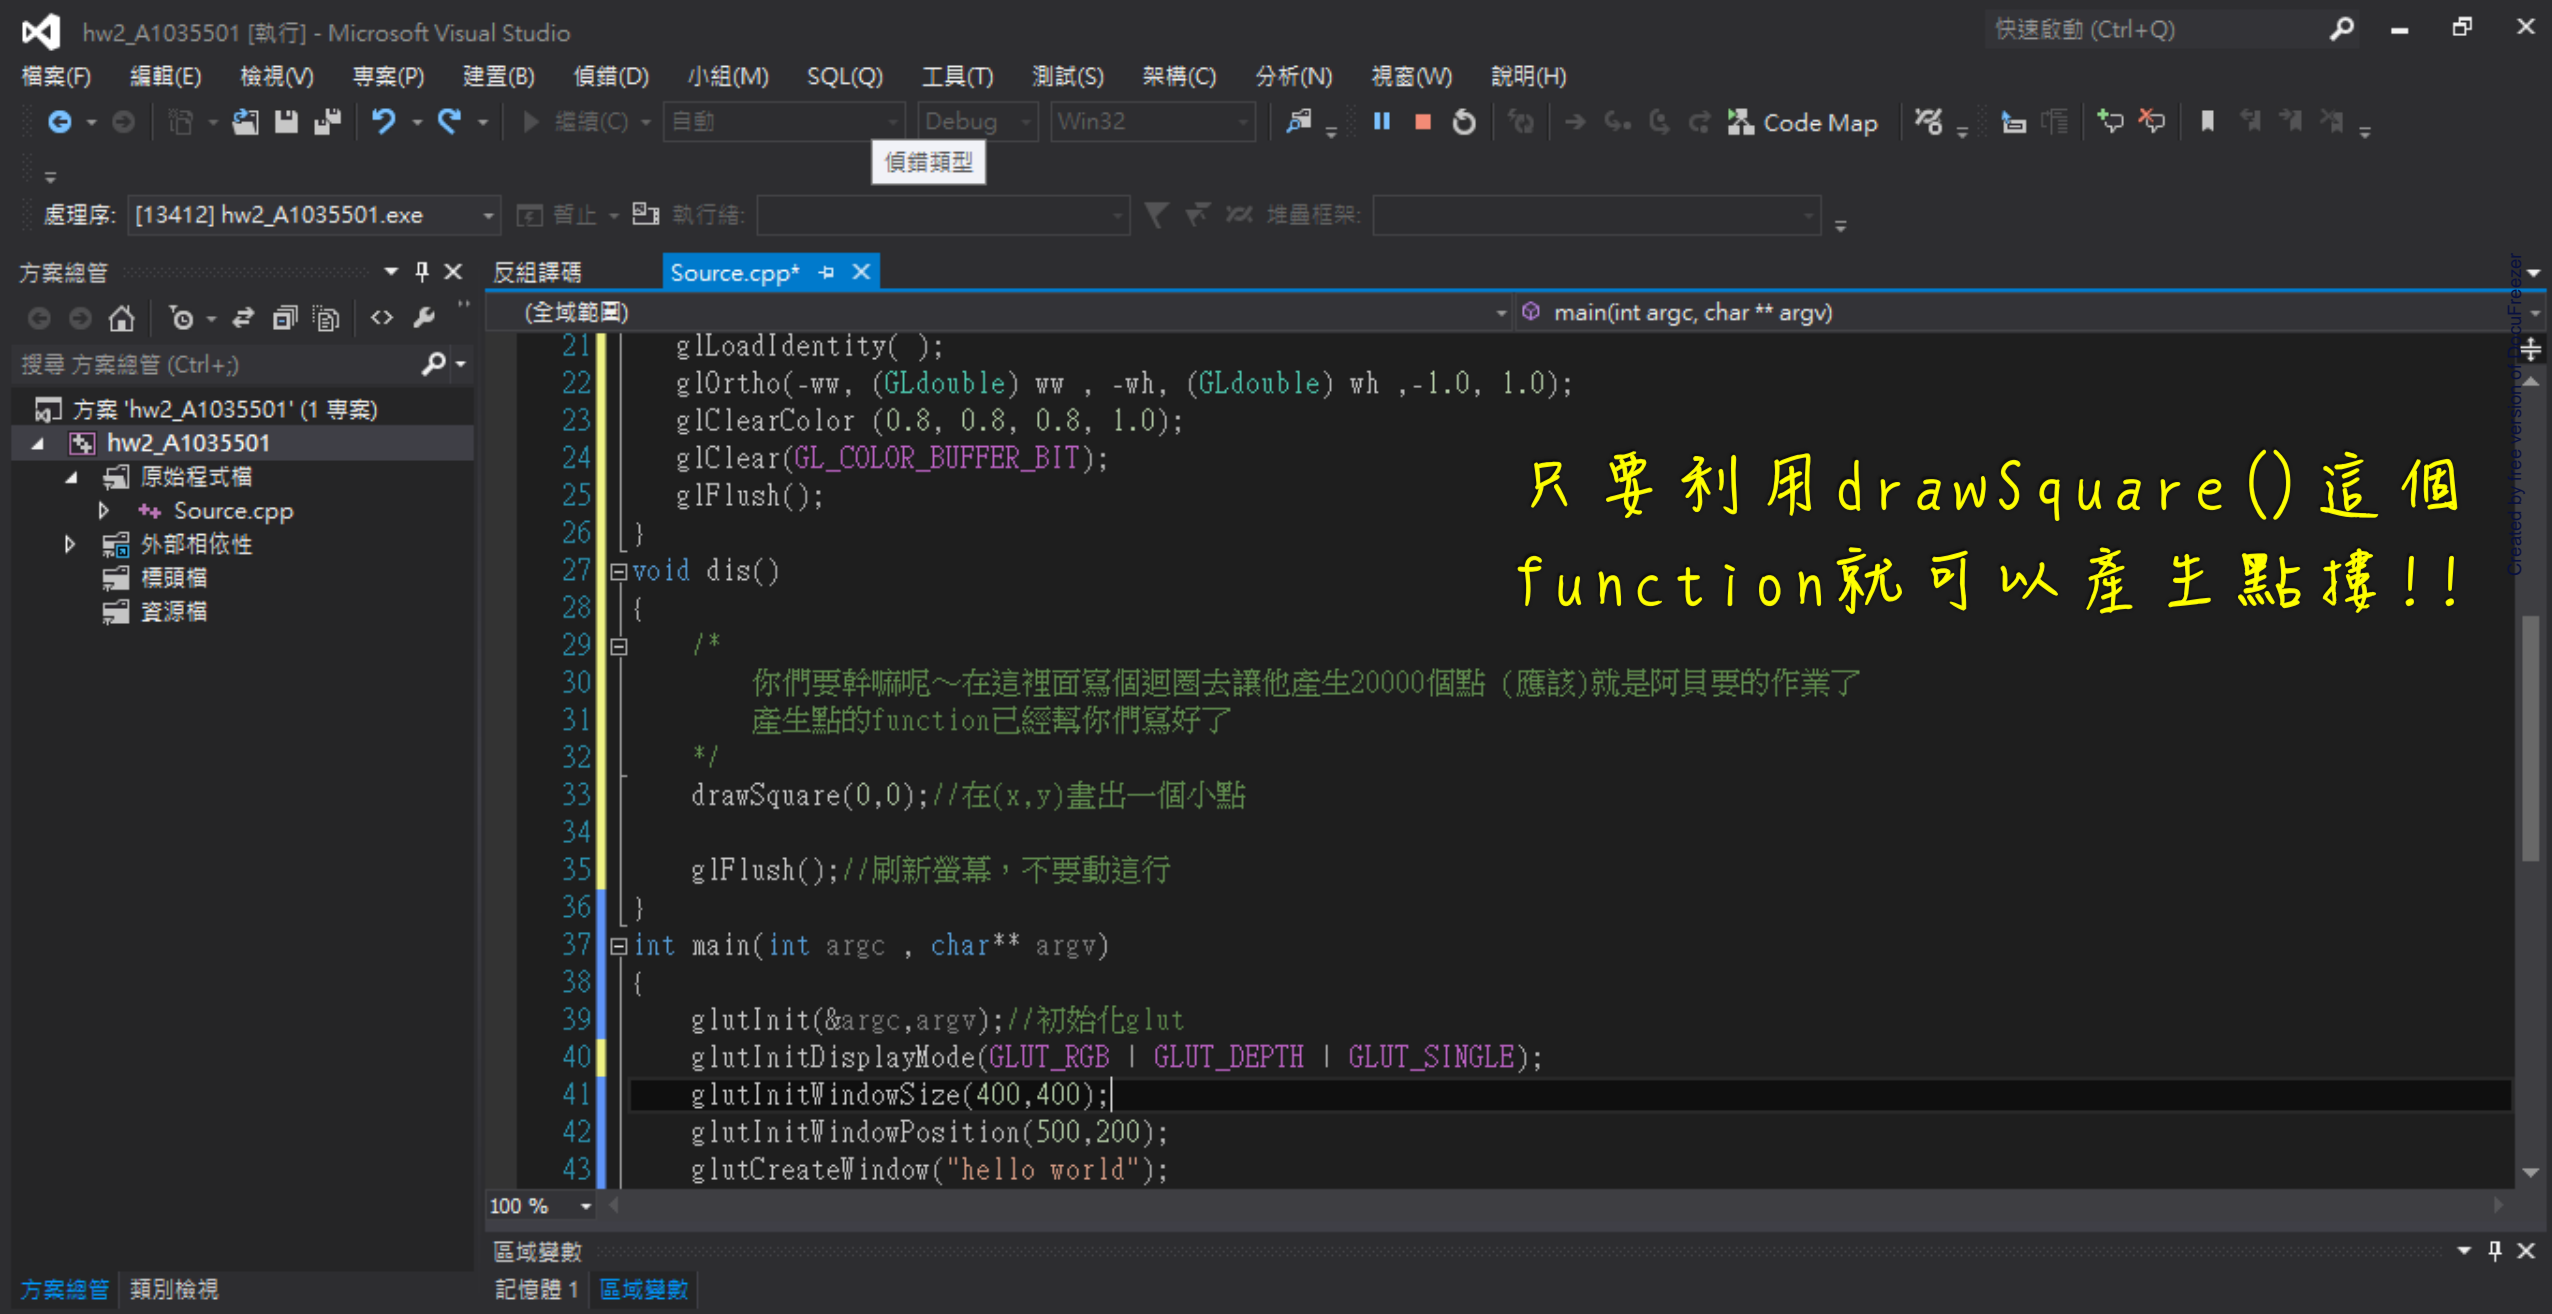 hw2_A1035501 [執行] - Microsoft Visual Studio
快速啟動 (Ctrl+Q)
檔案(F) 編輯(E) 檢視(V) 專案(P) 建置(B) 偵錯(D) 小組(M) SQL(Q) 工具(T) 測試(S) 架構(C) 分析(N) 視窗(W) 說明(H)
繼續(C) 自動 Debug Win32 Code Map
偵錯類型
處理序: [13412] hw2_A1035501.exe 暫止 執行緒: 堆疊框架:
方案總管
搜尋 方案總管 (Ctrl+;)
方案 'hw2_A1035501' (1 專案)
hw2_A1035501
原始程式檔
Source.cpp
外部相依性
標頭檔
資源檔
方案總管 類別檢視
反組譯碼 Source.cpp*
(全域範圍) main(int argc, char ** argv)
21 glLoadIdentity( );
22 glOrtho(-ww, (GLdouble) ww , -wh, (GLdouble) wh ,-1.0, 1.0);
23 glClearColor (0.8, 0.8, 0.8, 1.0);
24 glClear(GL_COLOR_BUFFER_BIT);
25 glFlush();
26 }
27 void dis()
28 {
29 /*
30 你們要幹嘛呢～在這裡面寫個迴圈去讓他產生20000個點 (應該)就是阿貝要的作業了
31 產生點的function已經幫你們寫好了
32 */
33 drawSquare(0,0);//在(x,y)畫出一個小點
34
35 glFlush();//刷新螢幕，不要動這行
36 }
37 int main(int argc , char** argv)
38 {
39 glutInit(&argc,argv);//初始化glut
40 glutInitDisplayMode(GLUT_RGB | GLUT_DEPTH | GLUT_SINGLE);
41 glutInitWindowSize(400,400);
42 glutInitWindowPosition(500,200);
43 glutCreateWindow("hello world");
只要利用drawSquare()這個
function就可以產生點摟!!
Created by free version of DocuFreezer
100 %
區域變數
記憶體 1 區域變數